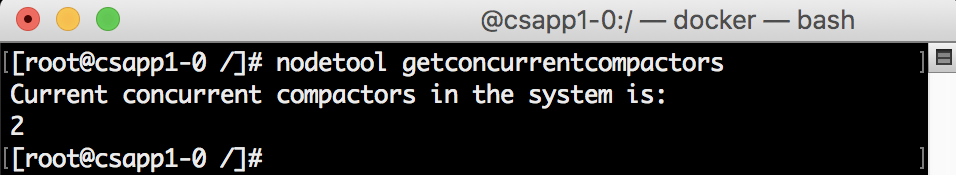 @csapp1-0:/ — docker — bash
[[root@csapp1-0 /]# nodetool getconcurrentcompactors ]
Current concurrent compactors in the system is:
2
[[root@csapp1-0 /]# ]